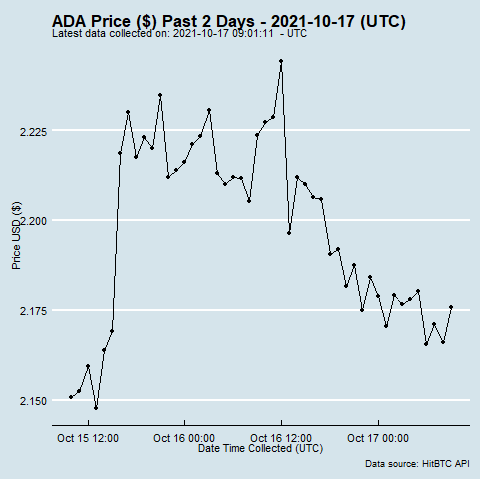 ADA Price ($) Past 2 Days - 2021-10-17 (UTC)
Latest data collected on: 2021-10-17 09:01:11 - UTC
2.225
2.200
2.175
2.150
Price USD ($)
Oct 15 12:00 Oct 16 00:00 Oct 16 12:00 Oct 17 00:00
Date Time Collected (UTC)
Data source: HitBTC API